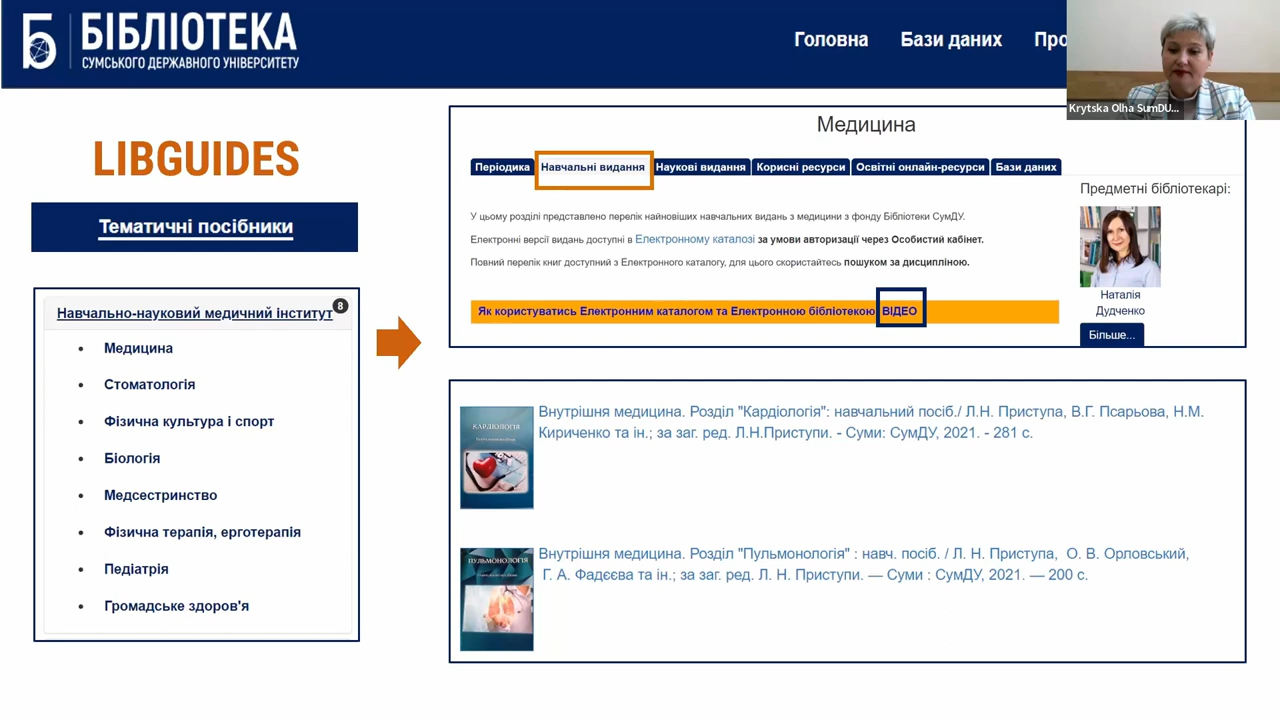 БІБЛІОТЕКА
СУМСЬКОГО ДЕРЖАВНОГО УНІВЕРСИТЕТУ
Головна Бази даних Про
Krytska Olha SumDU...
LIBGUIDES
Тематичні посібники
Навчально-науковий медичний інститут 8
• Медицина
• Стоматологія
• Фізична культура і спорт
• Біологія
• Медсестринство
• Фізична терапія, ерготерапія
• Педіатрія
• Громадське здоров'я
Медицина
Періодика Навчальні видання Наукові видання Корисні ресурси Освітні онлайн-ресурси Бази даних
У цьому розділі представлено перелік найновіших навчальних видань з медицини з фонду Бібліотеки СумДУ.
Електронні версії видань доступні в Електронному каталозі за умови авторизації через Особистий кабінет.
Повний перелік книг доступний з Електронного каталогу, для цього скористайтесь пошуком за дисципліною.
Як користуватись Електронним каталогом та Електронною бібліотекою ВІДЕО
Предметні бібліотекарі:
Наталія
Дудченко
Більше...
КАРДІОЛОГІЯ
Внутрішня медицина. Розділ "Кардіологія": навчальний посіб./ Л.Н. Приступа, В.Г. Псарьова, Н.М.
Кириченко та ін.; за заг. ред. Л.Н.Приступи. - Суми: СумДУ, 2021. - 281 с.
ПУЛЬМОНОЛОГІЯ
Внутрішня медицина. Розділ "Пульмонологія" : навч. посіб. / Л. Н. Приступа, О. В. Орловський,
Г. А. Фадєєва та ін.; за заг. ред. Л. Н. Приступи. — Суми : СумДУ, 2021. — 200 с.